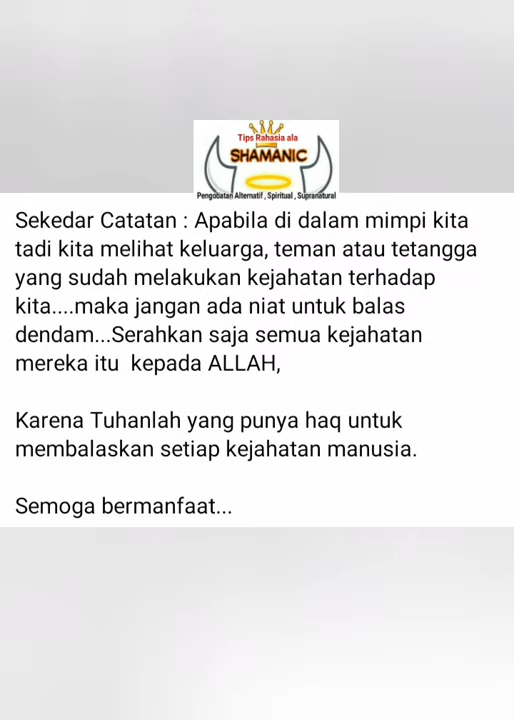 Tips Rahasia ala
SHAMANIC
Pengobatan Alternatif , Spiritual , Supranatural
Sekedar Catatan : Apabila di dalam mimpi kita
tadi kita melihat keluarga, teman atau tetangga
yang sudah melakukan kejahatan terhadap
kita....maka jangan ada niat untuk balas
dendam...Serahkan saja semua kejahatan
mereka itu  kepada ALLAH,
Karena Tuhanlah yang punya haq untuk
membalaskan setiap kejahatan manusia.
Semoga bermanfaat...